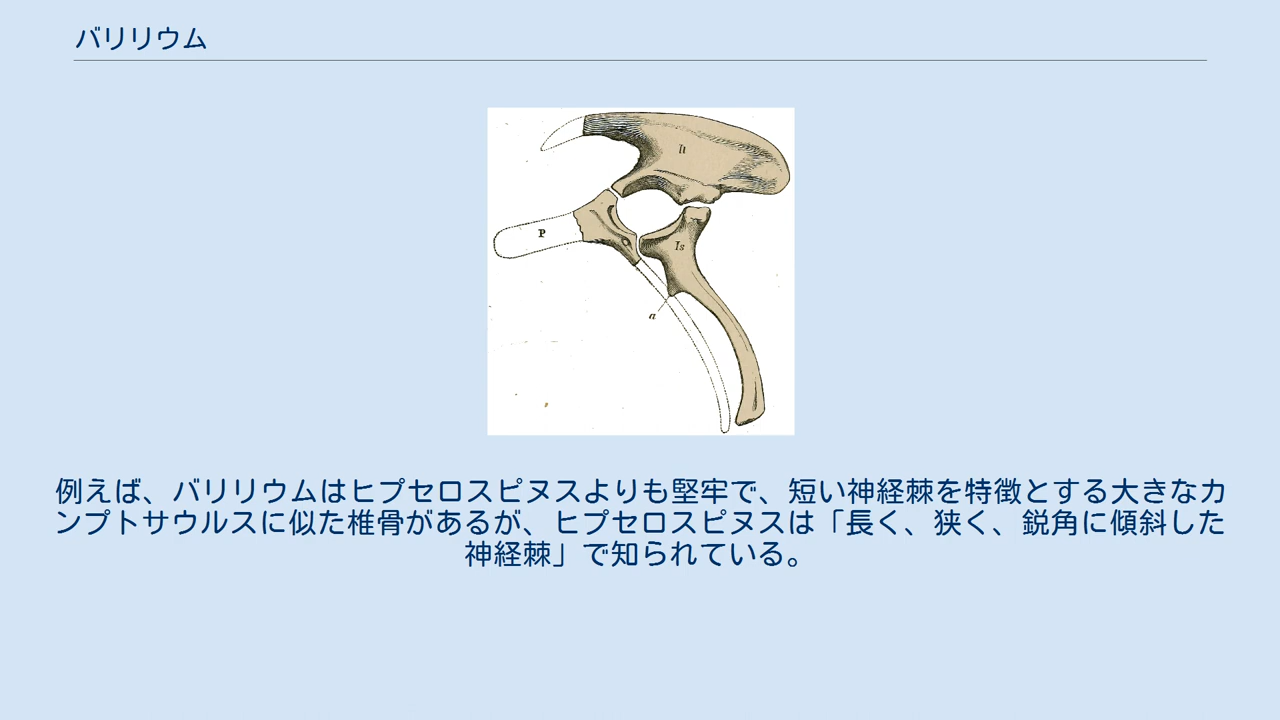 バリリウム
Il
P
Is
a
例えば、バリリウムはヒプセロスピヌスよりも堅牢で、短い神経棘を特徴とする大きなカ
ンプトサウルスに似た椎骨があるが、ヒプセロスピヌスは「長く、狭く、鋭角に傾斜した
神経棘」で知られている。